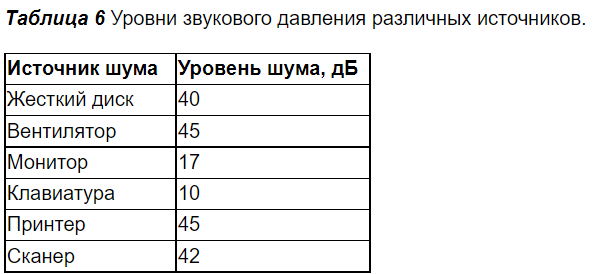 Таблица 6 Уровни звукового давления различных источников.
Источник шума Уровень шума, дБ
Жесткий диск 40
Вентилятор 45
Монитор 17
Клавиатура 10
Принтер 45
Сканер 42